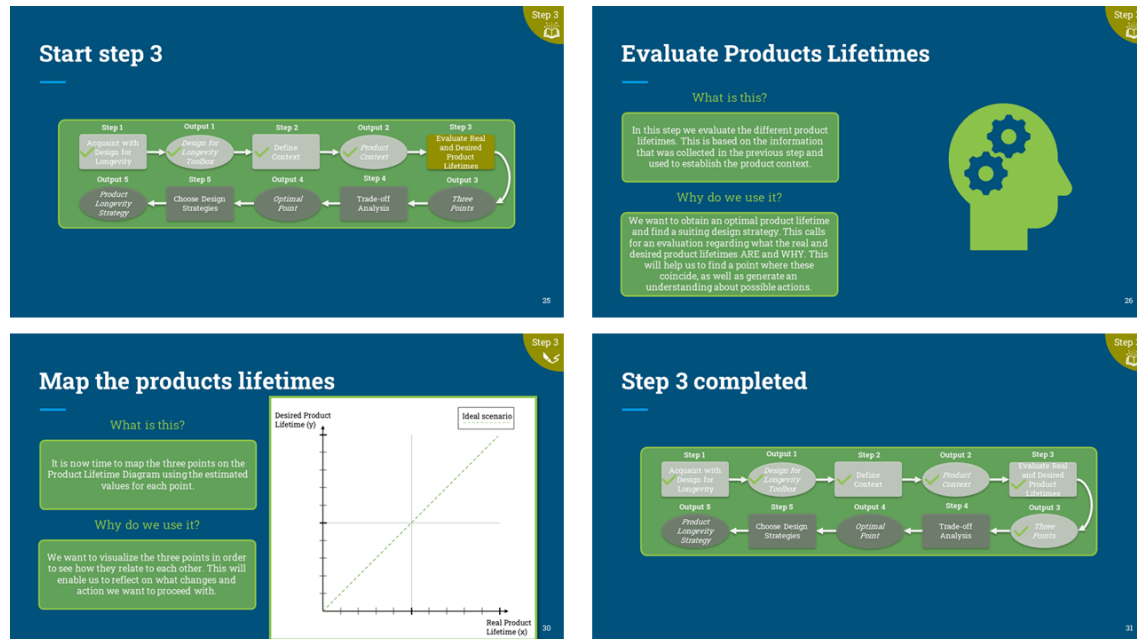 Step 3
Start step 3
Step 1
Output 1
Step 2
Output 2
Step 3
Acquaint with
Design for
Longevity
Design for
Longevity
Toolbox
Define
Context
Product
Context
Evaluate Real
and Desired
Product
Lifetimes
Output 5
Step 5
Output 4
Step 4
Output 3
Product
Longevity
Strategy
Choose Design
Strategies
Optimal
Point
Trade-off
Analysis
Three
Points
25
Step 3
Evaluate Products Lifetimes
What is this?
In this step we evaluate the different product
lifetimes. This is based on the information
that was collected in the previous step and
used to establish the product context.
Why do we use it?
We want to obtain an optimal product lifetime
and find a suiting design strategy. This calls
for an evaluation regarding what the real and
desired product lifetimes ARE and WHY. This
will help us to find a point where these
coincide, as well as generate an
understanding about possible actions.
26
Step 3
Map the products lifetimes
What is this?
It is now time to map the three points on the
Product Lifetime Diagram using the estimated
values for each point.
Why do we use it?
We want to visualize the three points in order
to see how they relate to each other. This will
enable us to reflect on what changes and
action we want to proceed with.
Desired Product
Lifetime (y)
Ideal scenario
Real Product
Lifetime (x)
30
Step 3
Step 3 completed
Step 1
Output 1
Step 2
Output 2
Step 3
Acquaint with
Design for
Longevity
Design for
Longevity
Toolbox
Define
Context
Product
Context
Evaluate Real
and Desired
Product
Lifetimes
Output 5
Step 5
Output 4
Step 4
Output 3
Product
Longevity
Strategy
Choose Design
Strategies
Optimal
Point
Trade-off
Analysis
Three
Points
31